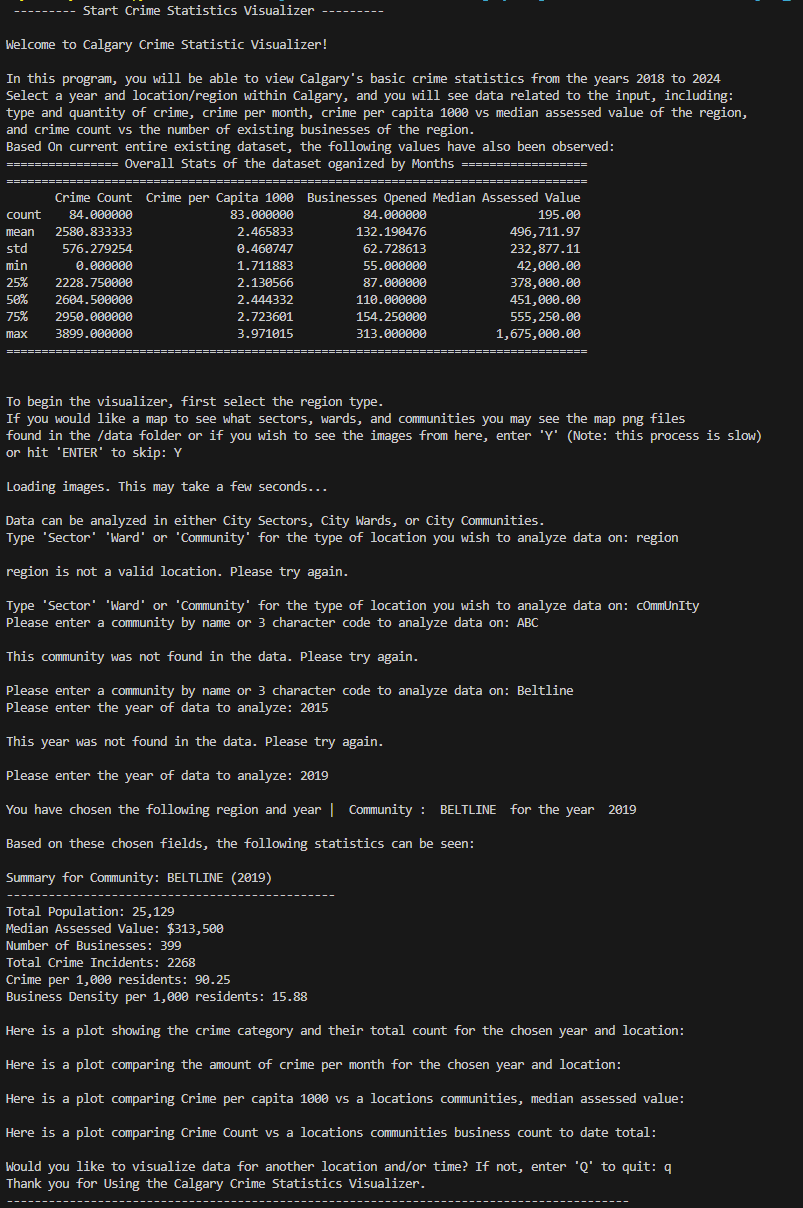 --------- Start Crime Statistics Visualizer ---------
Welcome to Calgary Crime Statistic Visualizer!
In this program, you will be able to view Calgary's basic crime statistics from the years 2018 to 2024
Select a year and location/region within Calgary, and you will see data related to the input, including:
type and quantity of crime, crime per month, crime per capita 1000 vs median assessed value of the region,
and crime count vs the number of existing businesses of the region.
Based On current entire existing dataset, the following values have also been observed:
================ Overall Stats of the dataset oganized by Months ==================
===================================================================================
Crime Count  Crime per Capita 1000  Businesses Opened Median Assessed Value
count    84.000000              83.000000          84.000000                195.00
mean   2580.833333               2.465833         132.190476            496,711.97
std     576.279254               0.460747          62.728613            232,877.11
min       0.000000               1.711883          55.000000             42,000.00
25%    2228.750000               2.130566          87.000000            378,000.00
50%    2604.500000               2.444332         110.000000            451,000.00
75%    2950.000000               2.723601         154.250000            555,250.00
max    3899.000000               3.971015         313.000000          1,675,000.00
===================================================================================
To begin the visualizer, first select the region type.
If you would like a map to see what sectors, wards, and communities you may see the map png files
found in the /data folder or if you wish to see the images from here, enter 'Y' (Note: this process is slow)
or hit 'ENTER' to skip: Y
Loading images. This may take a few seconds...
Data can be analyzed in either City Sectors, City Wards, or City Communities.
Type 'Sector' 'Ward' or 'Community' for the type of location you wish to analyze data on: region
region is not a valid location. Please try again.
Type 'Sector' 'Ward' or 'Community' for the type of location you wish to analyze data on: cOmmUnIty
Please enter a community by name or 3 character code to analyze data on: ABC
This community was not found in the data. Please try again.
Please enter a community by name or 3 character code to analyze data on: Beltline
Please enter the year of data to analyze: 2015
This year was not found in the data. Please try again.
Please enter the year of data to analyze: 2019
You have chosen the following region and year |  Community :  BELTLINE  for the year  2019
Based on these chosen fields, the following statistics can be seen:
Summary for Community: BELTLINE (2019)
-----------------------------------------------
Total Population: 25,129
Median Assessed Value: $313,500
Number of Businesses: 399
Total Crime Incidents: 2268
Crime per 1,000 residents: 90.25
Business Density per 1,000 residents: 15.88
Here is a plot showing the crime category and their total count for the chosen year and location:
Here is a plot comparing the amount of crime per month for the chosen year and location:
Here is a plot comparing Crime per capita 1000 vs a locations communities, median assessed value:
Here is a plot comparing Crime Count vs a locations communities business count to date total:
Would you like to visualize data for another location and/or time? If not, enter 'Q' to quit: q
Thank you for Using the Calgary Crime Statistics Visualizer.
-----------------------------------------------------------------------------------------